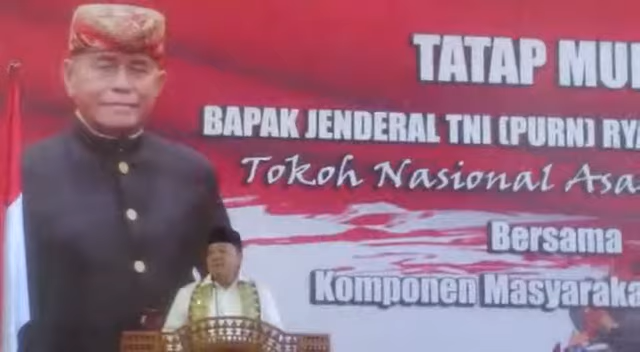 TATAP MU
BAPAK JENDERAL TNI (PURN) RYA
Tokoh Nasional Asa
Bersama
Komponen Masyaraka